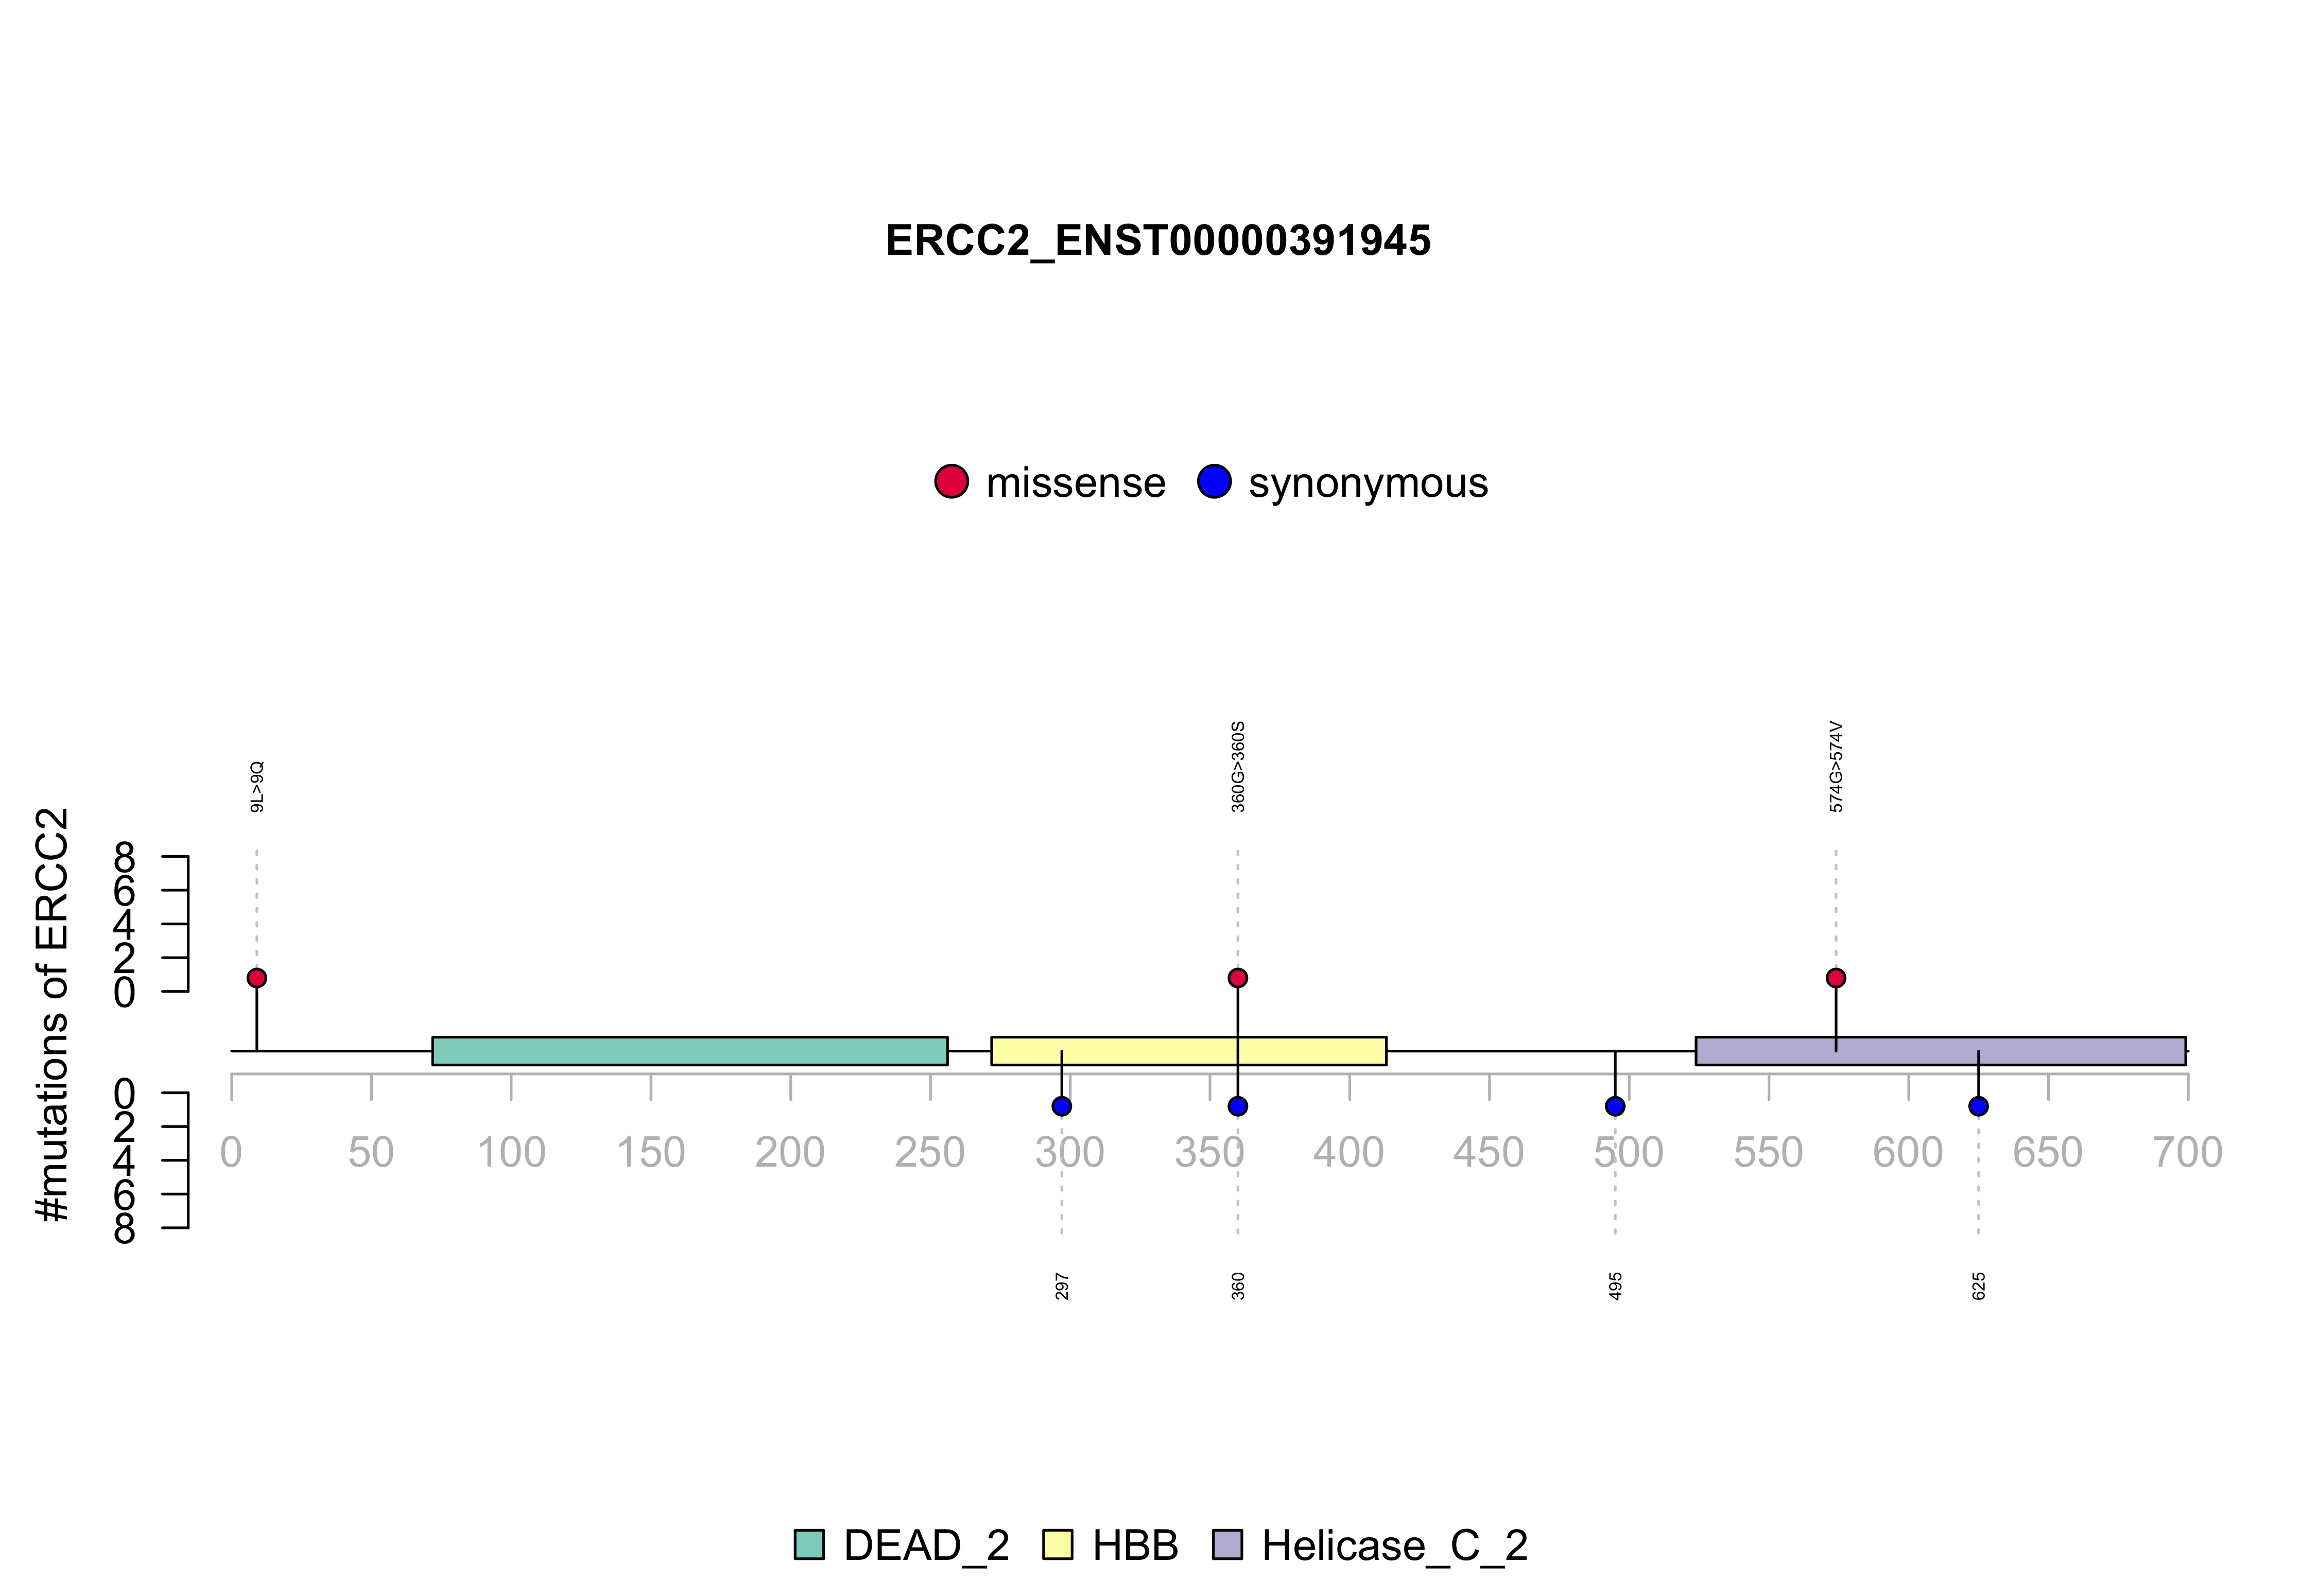 ERCC2_ENST00000391945
missense synonymous
9L>9Q
360G>360S
574G>574V
#mutations of ERCC2
8
6
4
2
0
0
2
4
6
8
0 50 100 150 200 250 300 350 400 450 500 550 600 650 700
297
360
495
625
DEAD_2 HBB Helicase_C_2